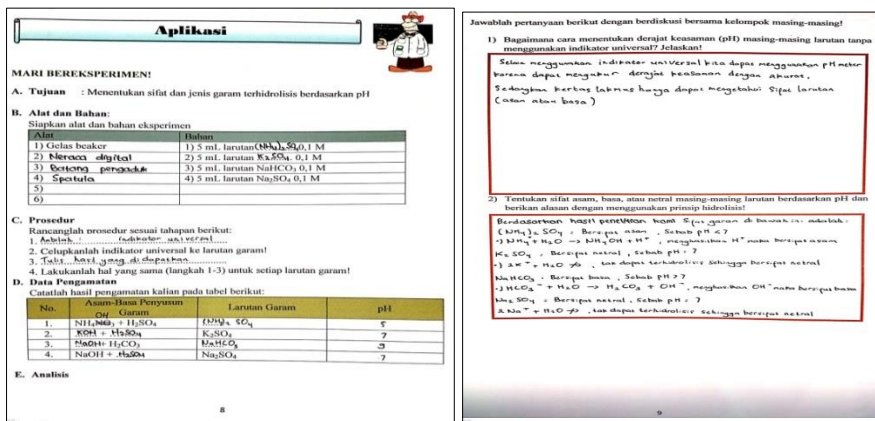 Aplikasi
MARI BEREKSPERIMEN!
A. Tujuan : Menentukan sifat dan jenis garam terhidrolisis berdasarkan pH
B. Alat dan Bahan:
Siapkan alat dan bahan eksperimen
Alat Bahan
1) Gelas beaker 1) 5 mL larutan (NH4)2SO4 0,1 M
2) Neraca digital 2) 5 mL larutan K2SO4. 0,1 M
3) Batang pengaduk 3) 5 mL larutan NaHCO3 0,1 M
4) Spatula 4) 5 mL larutan Na2SO4 0,1 M
5)
6)
C. Prosedur
Rancanglah prosedur sesuai tahapan berikut:
1. Ambilah indikator universal
2. Celupkanlah indikator universal ke larutan garam!
3. Tulis hasil yang didapatkan
4. Lakukanlah hal yang sama (langkah 1-3) untuk setiap larutan garam!
D. Data Pengamatan
Catatlah hasil pengamatan kalian pada tabel berikut:
No. Asam-Basa Penyusun Garam Larutan Garam pH
1. NH4OH + H2SO4 (NH4)2 SO4 5
2. KOH + H2SO4 K2SO4 7
3. NaOH + H2CO3 NaHCO3 9
4. NaOH + H2SO4 Na2SO4 7
E. Analisis
8
Jawablah pertanyaan berikut dengan berdiskusi bersama kelompok masing-masing!
1) Bagaimana cara menentukan derajat keasaman (pH) masing-masing larutan tanpa
menggunakan indikator universal? Jelaskan!
Selain menggunakan indikator universal kita dapat menggunakan pH meter
karena dapat mengukur derajat keasaman dengan akurat.
Sedangkan kertas lakmus hanya dapat mengetahui sifat larutan
(asam atau basa)
2) Tentukan sifat asam, basa, atau netral masing-masing larutan berdasarkan pH dan
berikan alasan dengan menggunakan prinsip hidrolisis!
Berdasarkan hasil penelitian kami sifat garam di bawah ini adalah:
(NH4)2 SO4 : Bersifat asam, Sebab pH < 7
•) NH4+ + H2O → NH4OH + H+, menghasilkan H+ maka bersifat asam
K2 SO4, Bersifat netral, Sebab pH = 7
•) 2K+ + H2O ↛, tak dapat terhidrolisis sehingga bersifat netral
NaHCO3 : Bersifat basa, Sebab pH > 7
•) HCO3- + H2O → H2CO3 + OH-, menghasilkan OH- maka bersifat basa
Na2 SO4 : Bersifat netral, Sebab pH = 7
2 Na+ + H2O ↛, tak dapat terhidrolisis sehingga bersifat netral
9